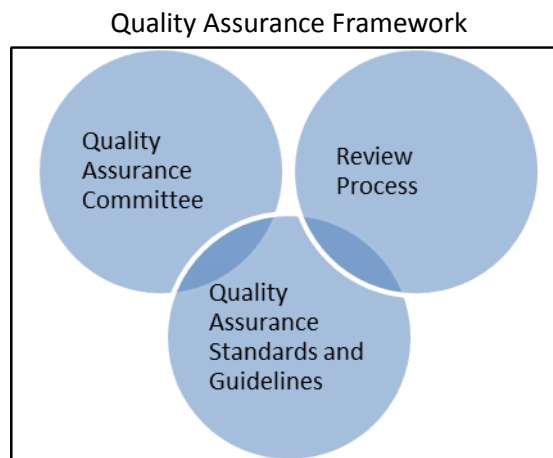 Quality Assurance Framework
Quality
Assurance
Committee
Review
Process
Quality
Assurance
Standards and
Guidelines